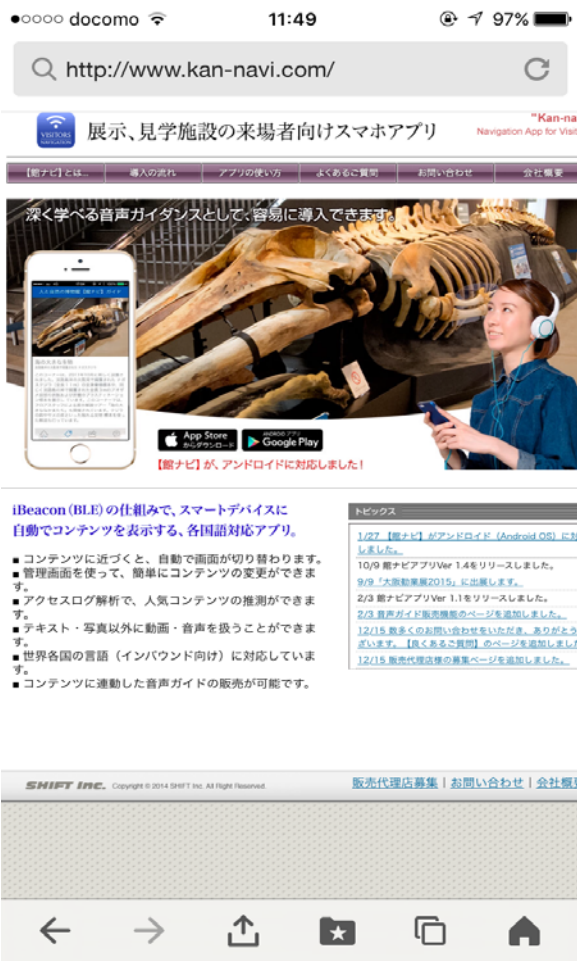 docomo
11:49
97%
http://www.kan-navi.com/
VISITORS
NAVIGATION
展示、見学施設の来場者向けスマホアプリ
"Kan-na
Navigation App for Visit
【館ナビ】とは…
導入の流れ
アプリの使い方
よくあるご質問
お問い合わせ
会社概要
深く学べる音声ガイダンスとして、容易に導入できます。
App Store
からダウンロード
ANDROID アプリ
Google Play
【館ナビ】が、アンドロイドに対応しました！
iBeacon（BLE）の仕組みで、スマートデバイスに
自動でコンテンツを表示する、各国語対応アプリ。
■ コンテンツに近づくと、自動で画面が切り替わります。
■ 管理画面を使って、簡単にコンテンツの変更ができま
す。
■ アクセスログ解析で、人気コンテンツの推測ができま
す。
■ テキスト・写真以外に動画・音声を扱うことができま
す。
■ 世界各国の言語（インバウンド向け）に対応していま
す。
■ コンテンツに連動した音声ガイドの販売が可能です。
トピックス
1/27 【館ナビ】がアンドロイド（Android OS）に対
しました。
10/9 館ナビアプリVer 1.4をリリースしました。
9/9「大阪勧業展2015」に出展します。
2/3 館ナビアプリVer 1.1をリリースしました。
2/3 音声ガイド販売機能のページを追加しました。
12/15 数多くのお問い合わせをいただき、ありがとう
ざいます。【良くあるご質問】のページを追加しまし
12/15 販売代理店様の募集ページを追加しました。
SHIFT Inc. Copyright © 2014 SHIFT Inc. All Right Reserved.
販売代理店募集｜お問い合わせ｜会社概